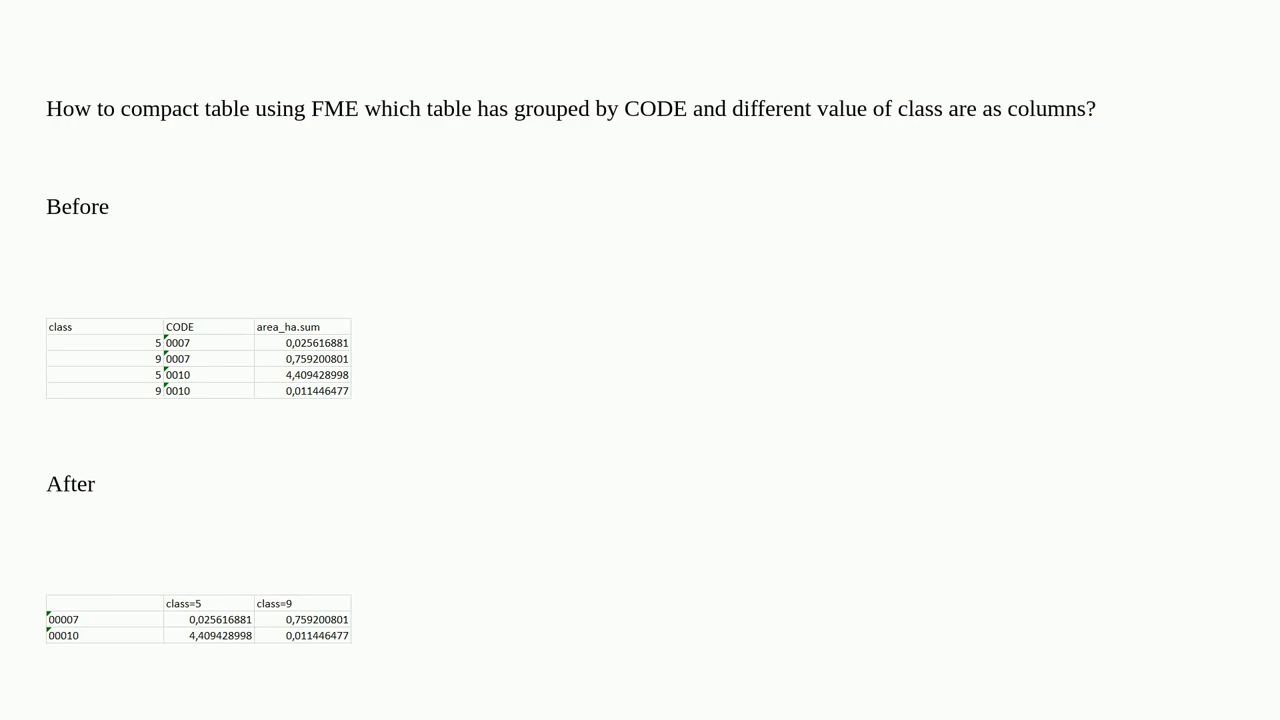 How to compact table using FME which table has grouped by CODE and different value of class are as columns?
Before
class CODE area_ha.sum
5 0007 0,025616881
9 0007 0,759200801
5 0010 4,409428998
9 0010 0,011446477
After
class=5 class=9
00007 0,025616881 0,759200801
00010 4,409428998 0,011446477